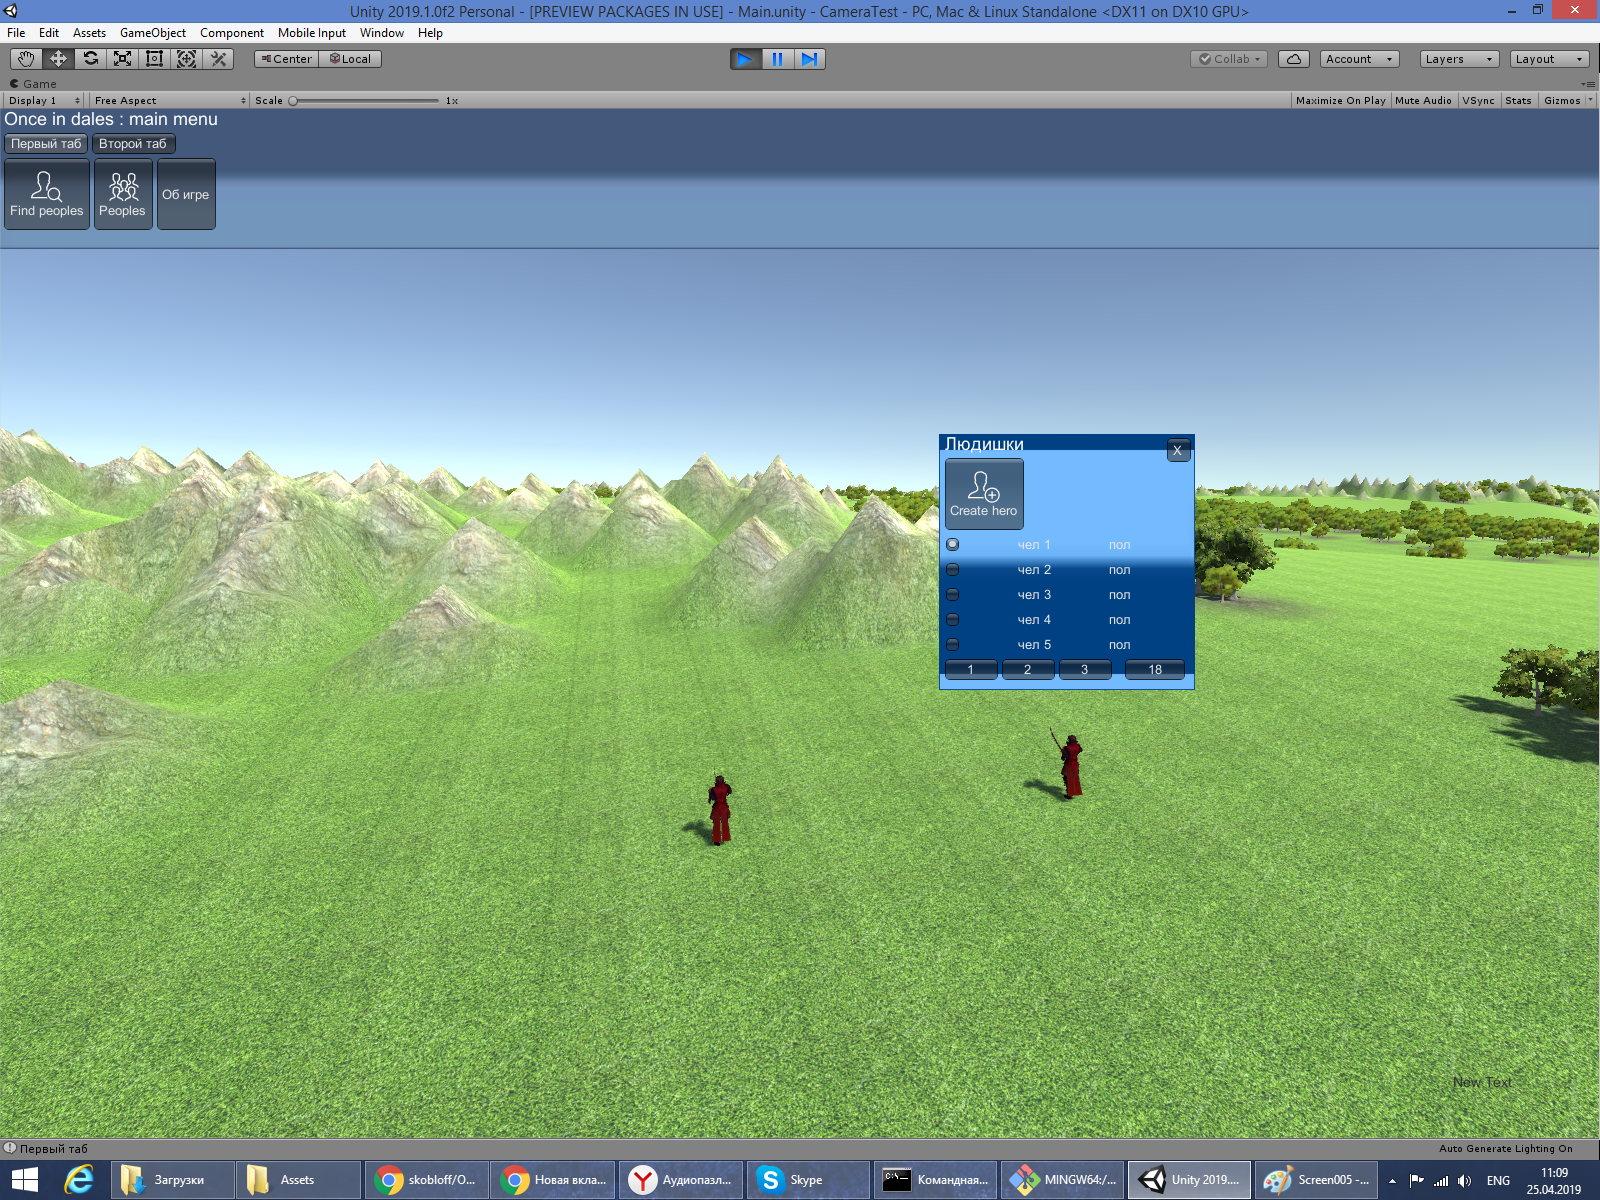 Unity 2019.1.0f2 Personal - [PREVIEW PACKAGES IN USE] - Main.unity - CameraTest - PC, Mac & Linux Standalone <DX11 on DX10 GPU>
File Edit Assets GameObject Component Mobile Input Window Help
Center Local Collab Account Layers Layout
Game
Display 1 Free Aspect Scale 1x Maximize On Play Mute Audio VSync Stats Gizmos
Once in dales : main menu
Первый таб Второй таб
Find peoples Peoples Об игре
Людишки X
Create hero
чел 1 пол
чел 2 пол
чел 3 пол
чел 4 пол
чел 5 пол
1 2 3 18
New Text
Первый таб Auto Generate Lighting On
Загрузки Assets skobloff/O... Новая вкла... Аудиопазл... Skype Командная... MINGW64:/... Unity 2019.... Screen005 -... ENG 11:09
25.04.2019